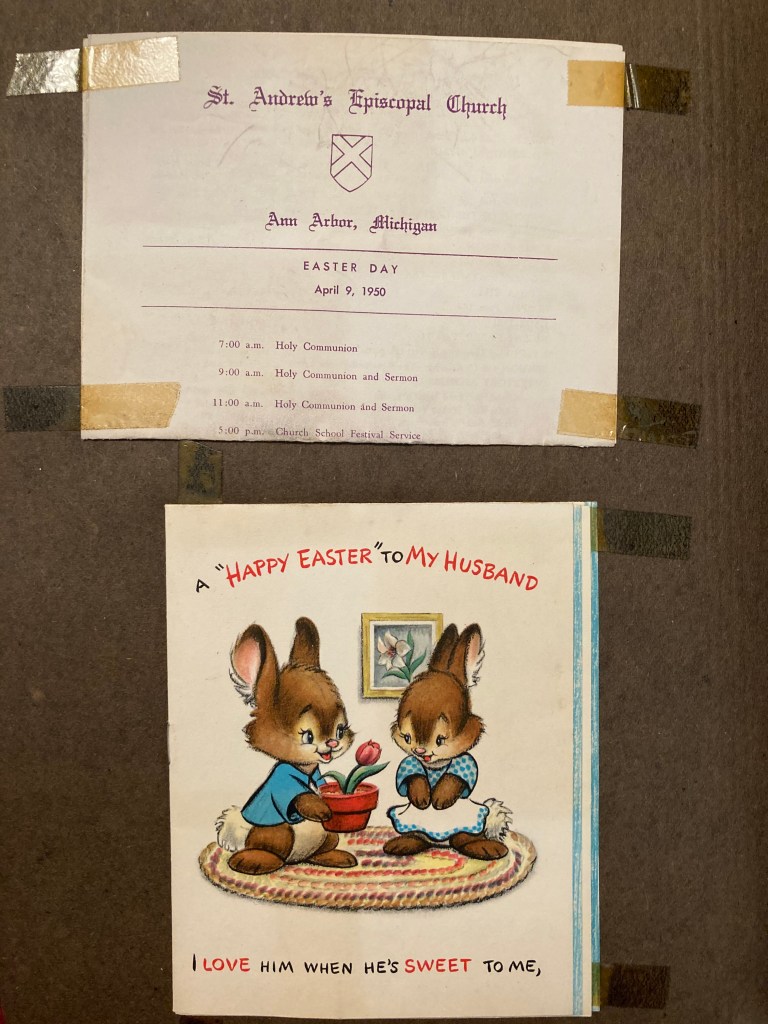 St. Andrew's Episcopal Church
Ann Arbor, Michigan
EASTER DAY
April 9, 1950
7:00 a.m. Holy Communion
9:00 a.m. Holy Communion and Sermon
11:00 a.m. Holy Communion and Sermon
5:00 p.m. Church School Festival Service
A "HAPPY EASTER" TO MY HUSBAND
I LOVE HIM WHEN HE'S SWEET TO ME,